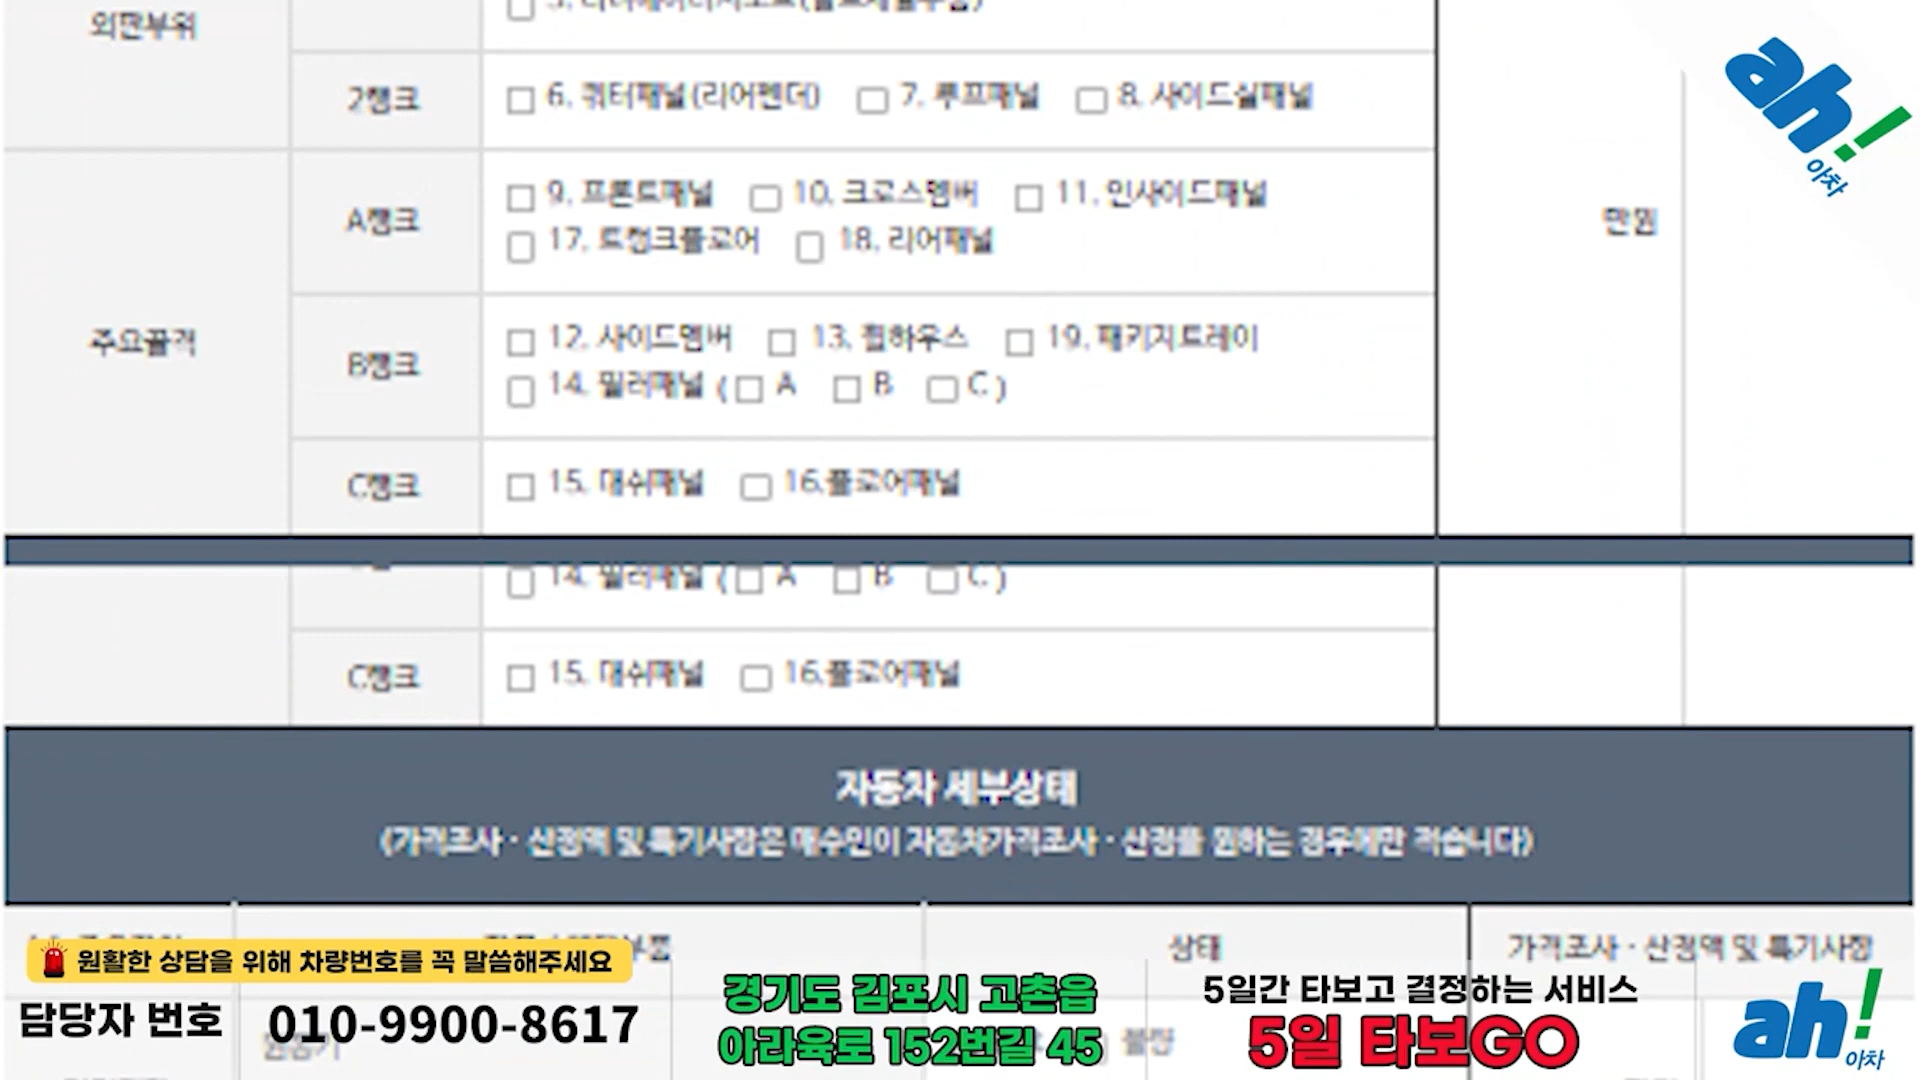 외판부위
2랭크
6. 쿼터패널(리어펜더) 7. 루프패널 8. 사이드실패널
ah!
아차
A랭크
9. 프론트패널 10. 크로스멤버 11. 인사이드패널
17. 트렁크플로어 18. 리어패널
만원
주요골격
B랭크
12. 사이드멤버 13. 휠하우스 19. 패키지트레이
14. 필러패널 ( A B C )
C랭크
15. 대쉬패널 16.플로어패널
14. 필러패널 ( A B C )
C랭크
15. 대쉬패널 16.플로어패널
자동차 세부상태
(가격조사 · 산정액 및 특기사항은 매수인이 자동차가격조사 · 산정을 원하는 경우에만 적습니다)
상태
가격조사 · 산정액 및 특기사항
원활한 상담을 위해 차량번호를 꼭 말씀해주세요
담당자 번호 010-9900-8617
경기도 김포시 고촌읍
아라육로 152번길 45
5일간 타보고 결정하는 서비스
5일 타보GO
ah!
아차
불량